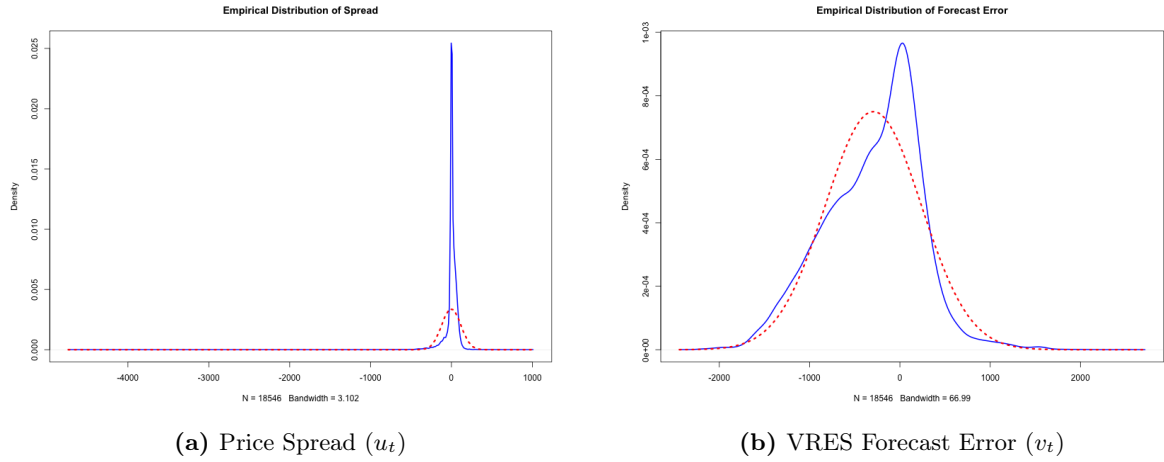 Empirical Distribution of Spread
Density
0.025
0.020
0.015
0.010
0.005
0.000
-4000 -3000 -2000 -1000 0 1000
N = 18546 Bandwidth = 3.102
(a) Price Spread (uₜ)
Empirical Distribution of Forecast Error
Density
1e-03
8e-04
6e-04
4e-04
2e-04
0e+00
-2000 -1000 0 1000 2000
N = 18546 Bandwidth = 66.99
(b) VRES Forecast Error (vₜ)